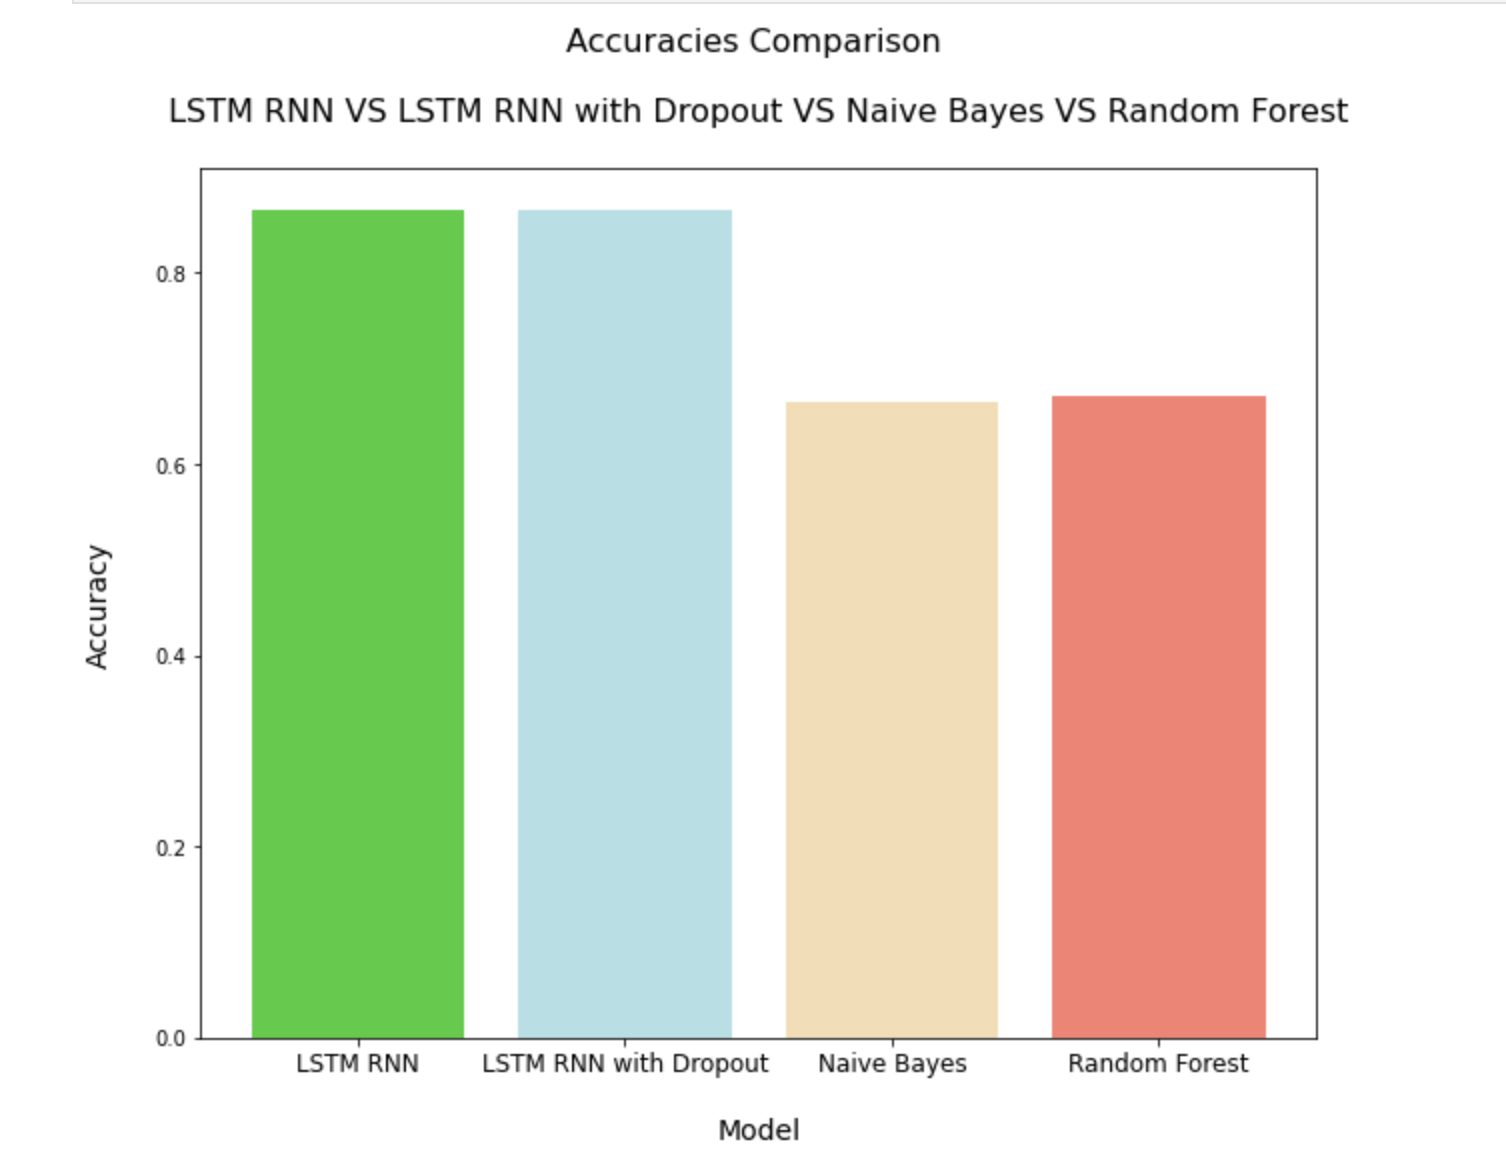 Accuracies Comparison
LSTM RNN VS LSTM RNN with Dropout VS Naive Bayes VS Random Forest
Accuracy
0.8
0.6
0.4
0.2
0.0
LSTM RNN
LSTM RNN with Dropout
Naive Bayes
Random Forest
Model